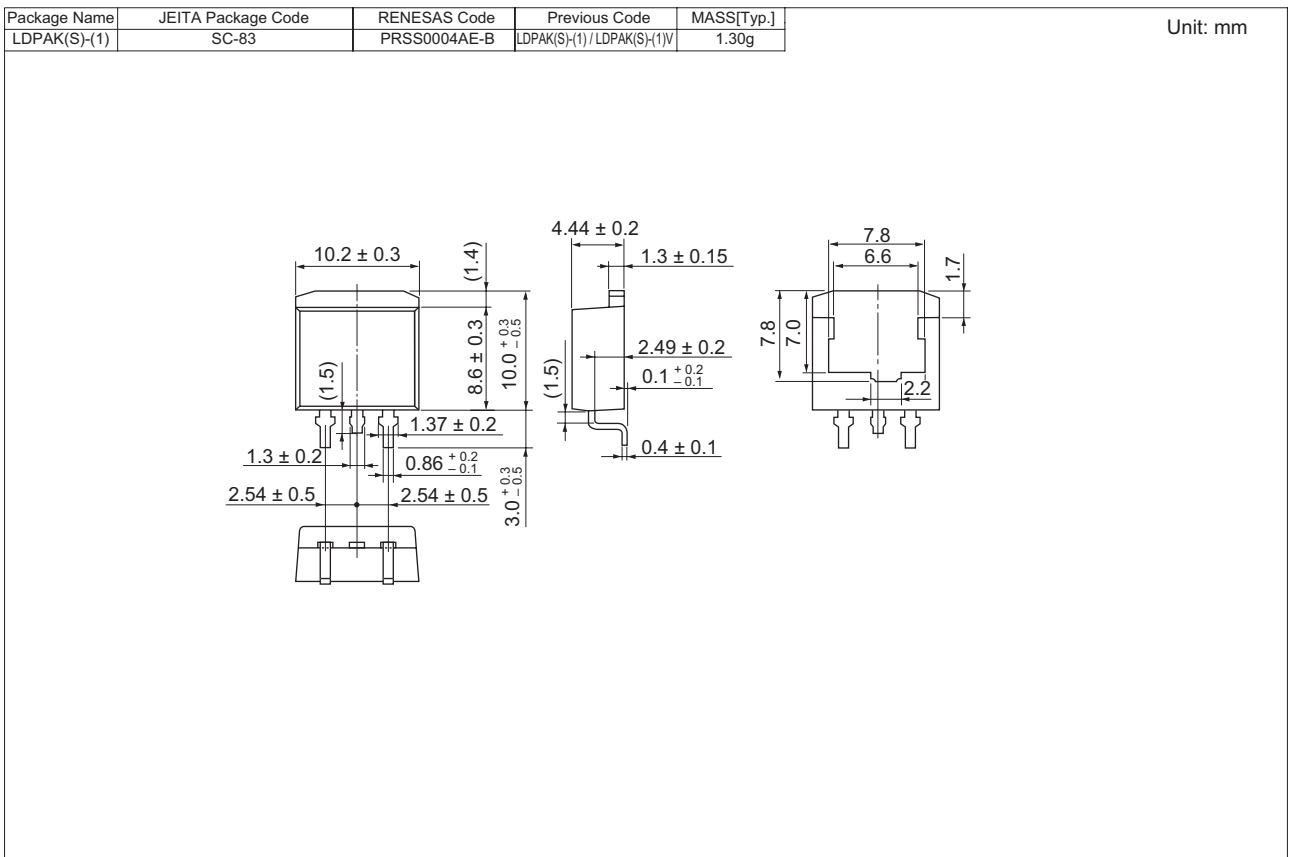 Package Name JEITA Package Code RENESAS Code Previous Code MASS[Typ.]
LDPAK(S)-(1) SC-83 PRSS0004AE-B LDPAK(S)-(1) / LDPAK(S)-(1)V 1.30g
Unit: mm
10.2 ± 0.3
(1.4)
8.6 ± 0.3
10.0 + 0.3 – 0.5
(1.5)
1.37 ± 0.2
1.3 ± 0.2
0.86 + 0.2 – 0.1
2.54 ± 0.5
2.54 ± 0.5
3.0 + 0.3 – 0.5
4.44 ± 0.2
1.3 ± 0.15
2.49 ± 0.2
(1.5)
0.1 + 0.2 – 0.1
0.4 ± 0.1
7.8
6.6
1.7
7.8
7.0
2.2